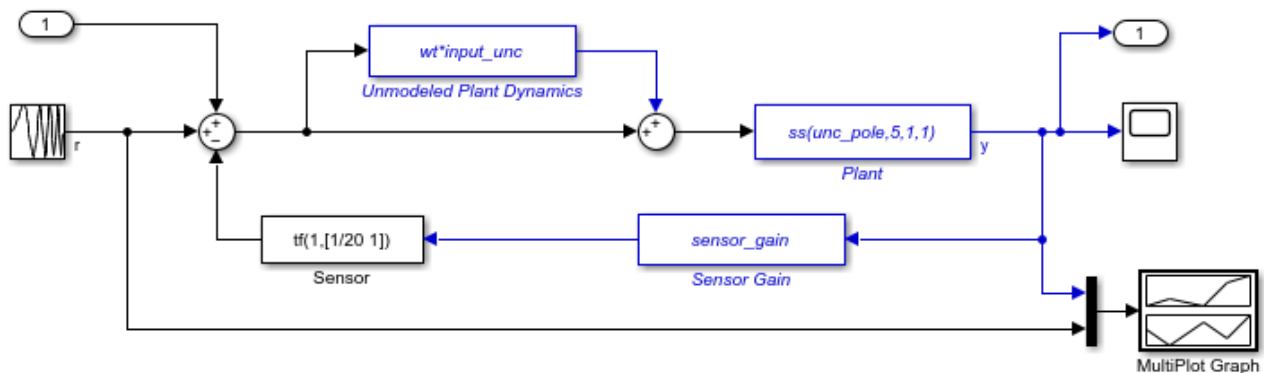 1
wt*input_unc
1
Unmodeled Plant Dynamics
r
ss(unc_pole,5,1,1)
y
Plant
tf(1,[1/20 1])
sensor_gain
Sensor
Sensor Gain
MultiPlot Graph